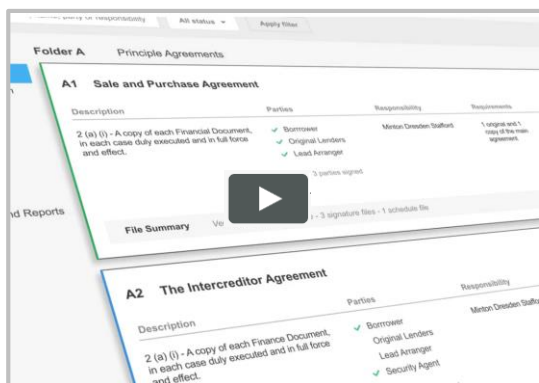 party or responsibility
All status
Apply filter
Folder A Principle Agreements
A1 Sale and Purchase Agreement
Description Parties Responsibility Requirements
2 (a) (i) - A copy of each Financial Document,
in each case duly executed and in full force
and effect.
Borrower
Original Lenders
Lead Arranger
Minton Dresden Stafford
1 original and 1
copy of the main
agreement.
3 parties signed
nd Reports
File Summary Ve - 3 signature files - 1 schedule file
A2 The Intercreditor Agreement
Description Parties Responsibility
2 (a) (i) - A copy of each Finance Document,
in each case duly executed and in full force
and effect.
Borrower
Original Lenders
Lead Arranger
Security Agent
Minton Dresden Staffo